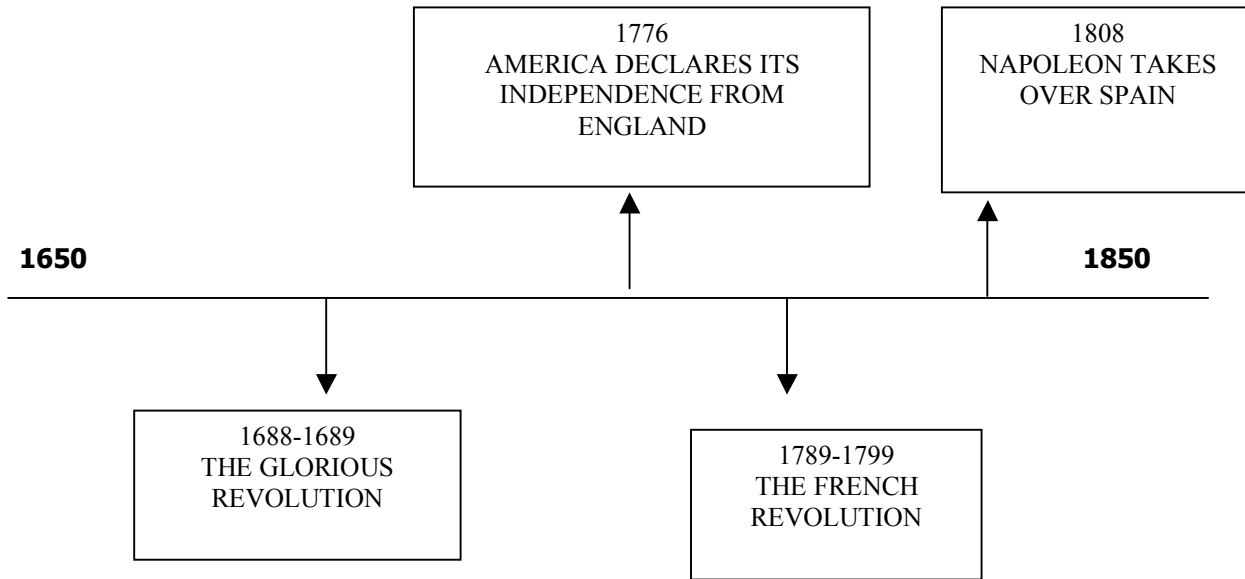 1776
AMERICA DECLARES ITS
INDEPENDENCE FROM
ENGLAND
1808
NAPOLEON TAKES
OVER SPAIN
1650
1850
1688-1689
THE GLORIOUS
REVOLUTION
1789-1799
THE FRENCH
REVOLUTION